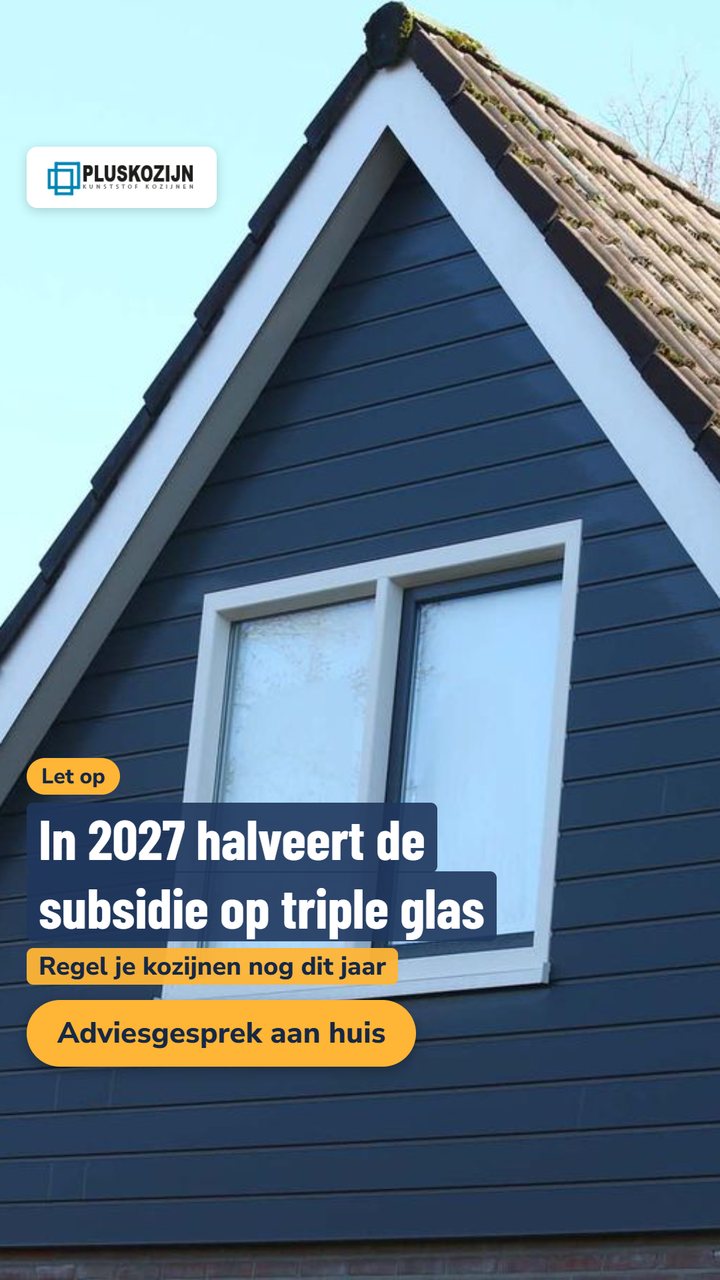 PLUSKOZIJN
KUNSTSTOF KOZIJNEN
Let op
In 2027 halveert de
subsidie op triple glas
Regel je kozijnen nog dit jaar
Adviesgesprek aan huis